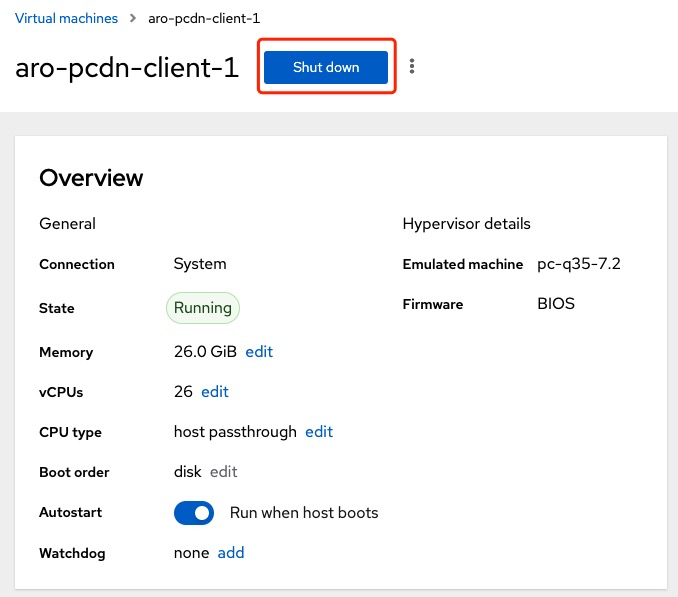 Virtual machines > aro-pcdn-client-1
aro-pcdn-client-1 Shut down
Overview
General
Connection System
State Running
Memory 26.0 GiB edit
vCPUs 26 edit
CPU type host passthrough edit
Boot order disk edit
Autostart Run when host boots
Watchdog none add
Hypervisor details
Emulated machine pc-q35-7.2
Firmware BIOS